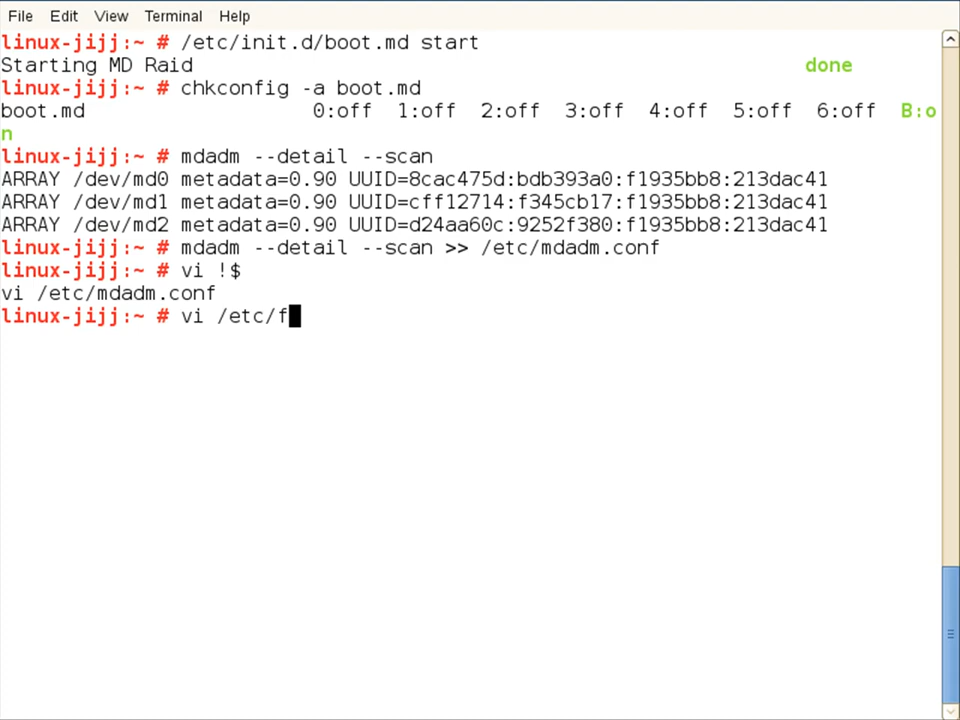 File Edit View Terminal Help
linux-jijj:~ # /etc/init.d/boot.md start
Starting MD Raid done
linux-jijj:~ # chkconfig -a boot.md
boot.md 0:off 1:off 2:off 3:off 4:off 5:off 6:off B:o
n
linux-jijj:~ # mdadm --detail --scan
ARRAY /dev/md0 metadata=0.90 UUID=8cac475d:bdb393a0:f1935bb8:213dac41
ARRAY /dev/md1 metadata=0.90 UUID=cff12714:f345cb17:f1935bb8:213dac41
ARRAY /dev/md2 metadata=0.90 UUID=d24aa60c:9252f380:f1935bb8:213dac41
linux-jijj:~ # mdadm --detail --scan >> /etc/mdadm.conf
linux-jijj:~ # vi !$
vi /etc/mdadm.conf
linux-jijj:~ # vi /etc/f